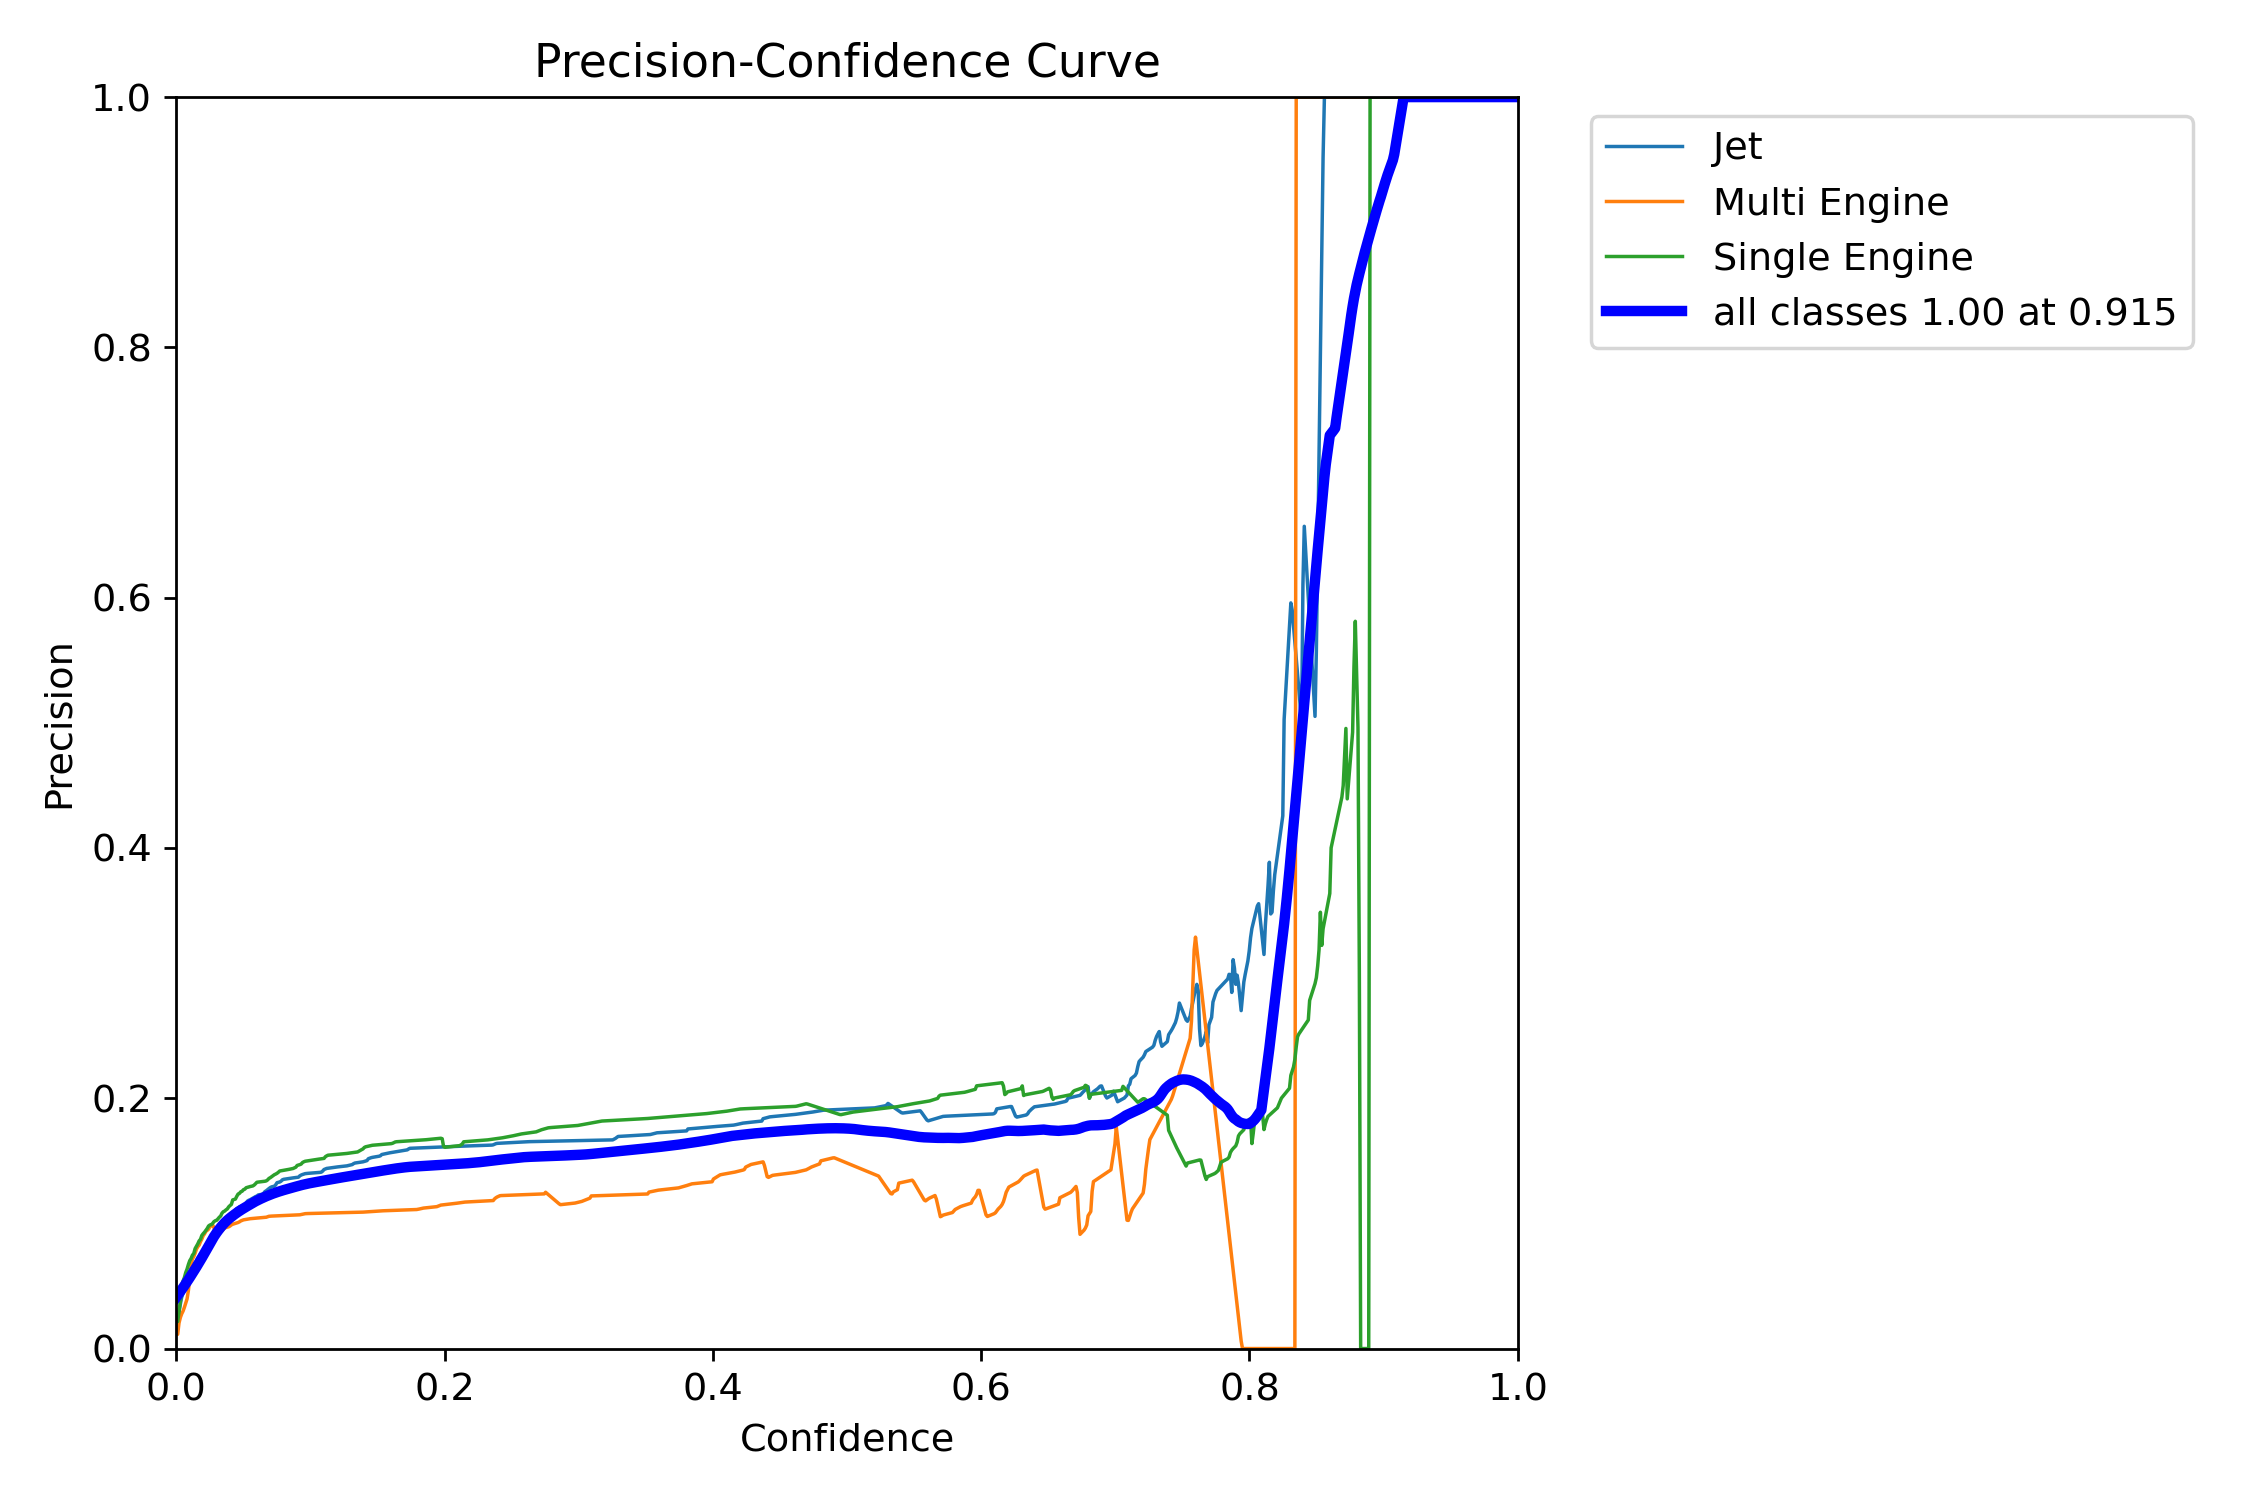 Precision-Confidence Curve
1.0
0.8
0.6
0.4
0.2
0.0
Precision
0.0 0.2 0.4 0.6 0.8 1.0
Confidence
Jet
Multi Engine
Single Engine
all classes 1.00 at 0.915